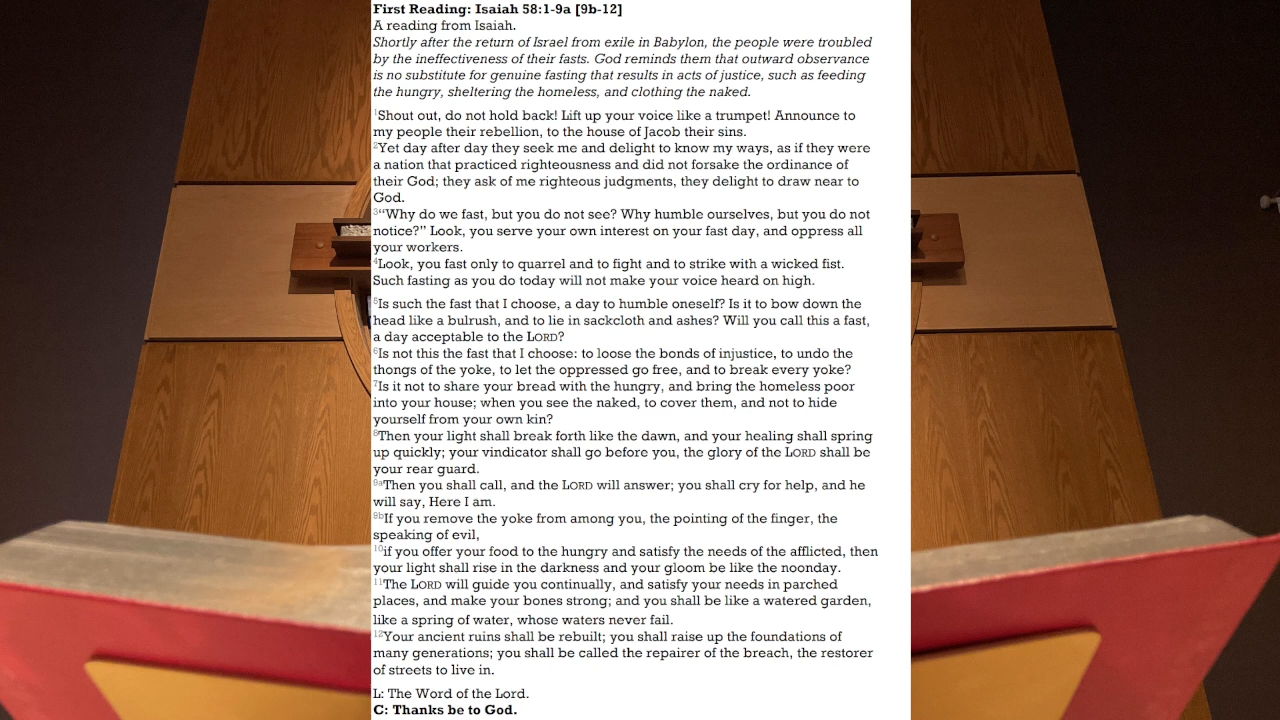 First Reading: Isaiah 58:1-9a [9b-12]
A reading from Isaiah.
Shortly after the return of Israel from exile in Babylon, the people were troubled
by the ineffectiveness of their fasts. God reminds them that outward observance
is no substitute for genuine fasting that results in acts of justice, such as feeding
the hungry, sheltering the homeless, and clothing the naked.
1Shout out, do not hold back! Lift up your voice like a trumpet! Announce to
my people their rebellion, to the house of Jacob their sins.
2Yet day after day they seek me and delight to know my ways, as if they were
a nation that practiced righteousness and did not forsake the ordinance of
their God; they ask of me righteous judgments, they delight to draw near to
God.
3“Why do we fast, but you do not see? Why humble ourselves, but you do not
notice?” Look, you serve your own interest on your fast day, and oppress all
your workers.
4Look, you fast only to quarrel and to fight and to strike with a wicked fist.
Such fasting as you do today will not make your voice heard on high.
5Is such the fast that I choose, a day to humble oneself? Is it to bow down the
head like a bulrush, and to lie in sackcloth and ashes? Will you call this a fast,
a day acceptable to the LORD?
6Is not this the fast that I choose: to loose the bonds of injustice, to undo the
thongs of the yoke, to let the oppressed go free, and to break every yoke?
7Is it not to share your bread with the hungry, and bring the homeless poor
into your house; when you see the naked, to cover them, and not to hide
yourself from your own kin?
8Then your light shall break forth like the dawn, and your healing shall spring
up quickly; your vindicator shall go before you, the glory of the LORD shall be
your rear guard.
9aThen you shall call, and the LORD will answer; you shall cry for help, and he
will say, Here I am.
9bIf you remove the yoke from among you, the pointing of the finger, the
speaking of evil,
10if you offer your food to the hungry and satisfy the needs of the afflicted, then
your light shall rise in the darkness and your gloom be like the noonday.
11The LORD will guide you continually, and satisfy your needs in parched
places, and make your bones strong; and you shall be like a watered garden,
like a spring of water, whose waters never fail.
12Your ancient ruins shall be rebuilt; you shall raise up the foundations of
many generations; you shall be called the repairer of the breach, the restorer
of streets to live in.
L: The Word of the Lord.
C: Thanks be to God.